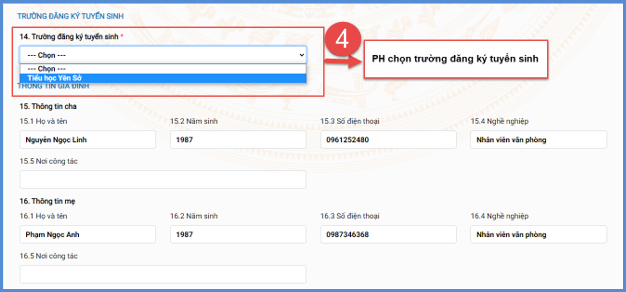 TRƯỜNG ĐĂNG KÝ TUYỂN SINH
14. Trường đăng ký tuyển sinh *
--- Chọn ---
--- Chọn ---
Tiểu học Yên Sở
4
PH chọn trường đăng ký tuyển sinh
THÔNG TIN GIA ĐÌNH
15. Thông tin cha
15.1 Họ và tên 15.2 Năm sinh 15.3 Số điện thoại 15.4 Nghề nghiệp
Nguyễn Ngọc Linh 1987 0961252480 Nhân viên văn phòng
15.5 Nơi công tác
16. Thông tin mẹ
16.1 Họ và tên 16.2 Năm sinh 16.3 Số điện thoại 16.4 Nghề nghiệp
Phạm Ngọc Anh 1987 0987346368 Nhân viên văn phòng
16.5 Nơi công tác